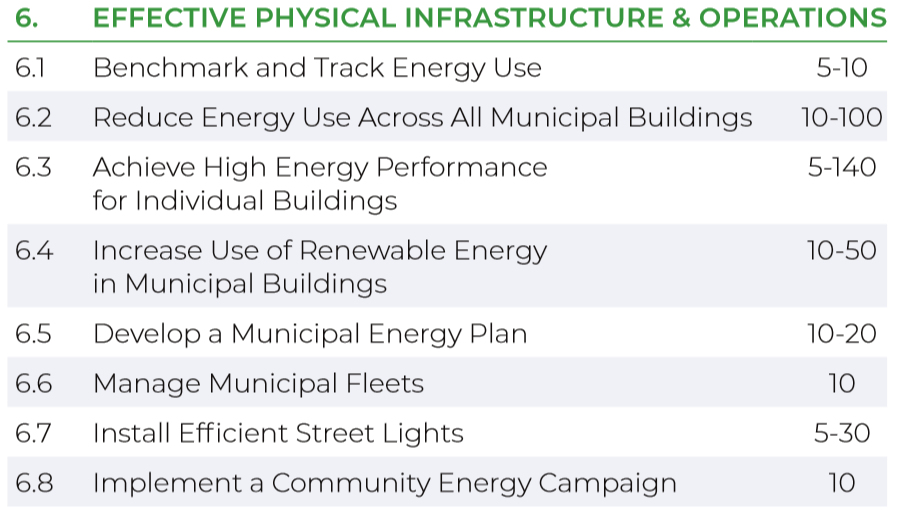 6. EFFECTIVE PHYSICAL INFRASTRUCTURE & OPERATIONS
6.1 Benchmark and Track Energy Use 5-10
6.2 Reduce Energy Use Across All Municipal Buildings 10-100
6.3 Achieve High Energy Performance 5-140
for Individual Buildings
6.4 Increase Use of Renewable Energy 10-50
in Municipal Buildings
6.5 Develop a Municipal Energy Plan 10-20
6.6 Manage Municipal Fleets 10
6.7 Install Efficient Street Lights 5-30
6.8 Implement a Community Energy Campaign 10